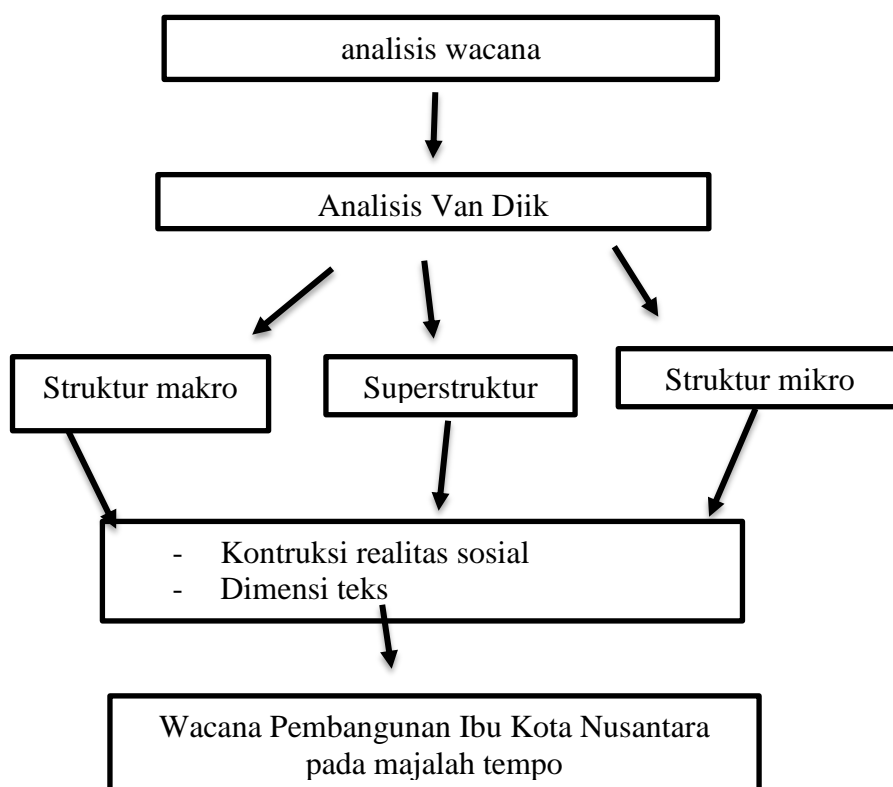 analisis wacana
Analisis Van Djik
Struktur makro
Superstruktur
Struktur mikro
- Kontruksi realitas sosial
- Dimensi teks
Wacana Pembangunan Ibu Kota Nusantara
pada majalah tempo